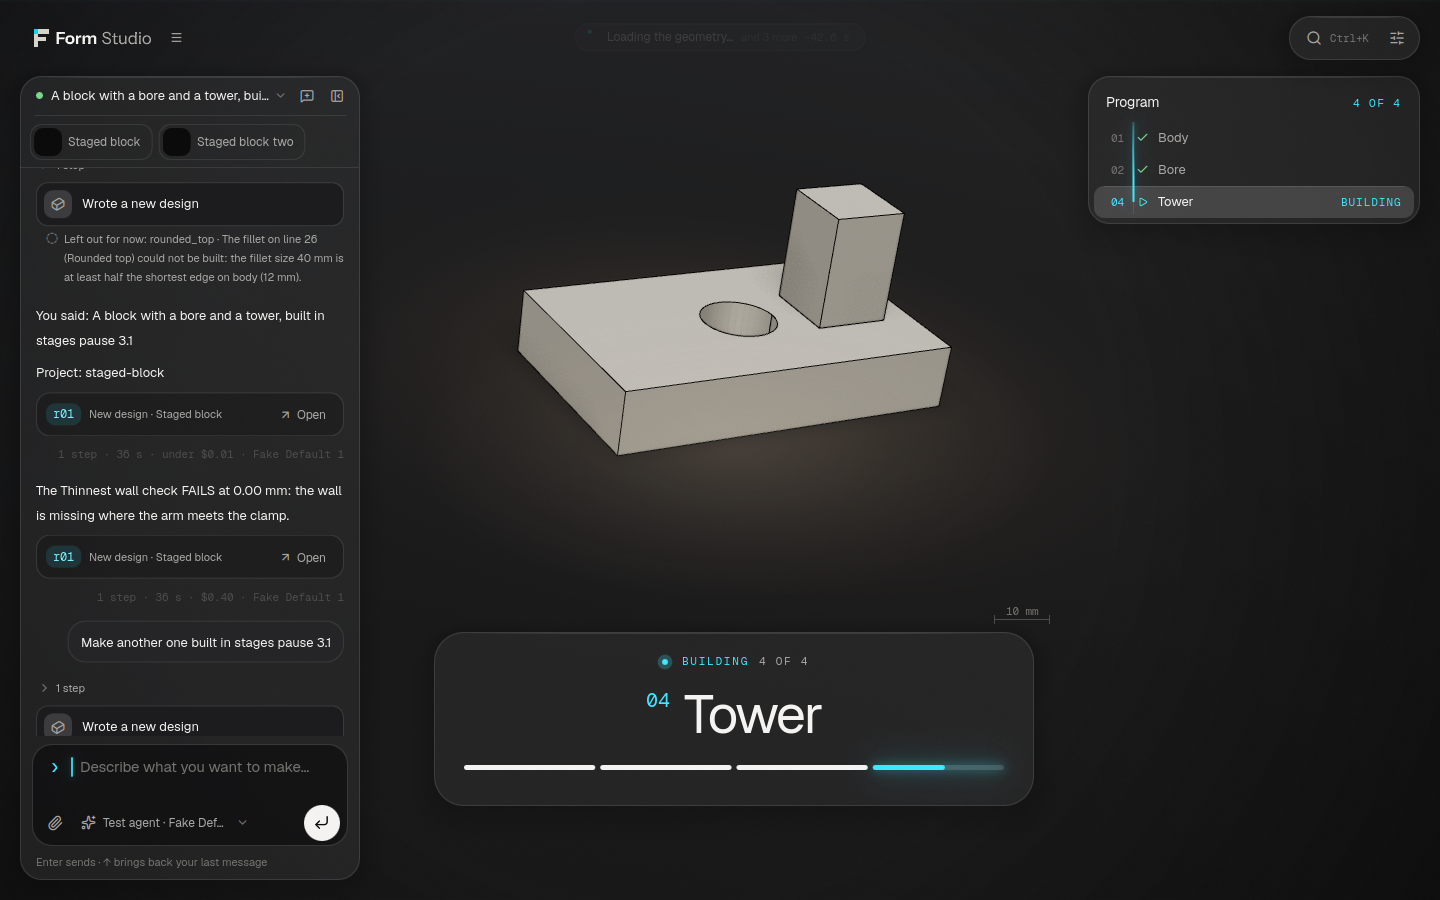 Form Studio
Loading the geometry... and 3 more
Ctrl+K
A block with a bore and a tower, bui...
Staged block
Staged block two
1 step
Wrote a new design
Left out for now: rounded_top · The fillet on line 26
(Rounded top) could not be built: the fillet size 40 mm is
at least half the shortest edge on body (12 mm).
You said: A block with a bore and a tower, built in
stages pause 3.1
Project: staged-block
r01 New design · Staged block Open
1 step · 36 s · under $0.01 · Fake Default 1
The Thinnest wall check FAILS at 0.00 mm: the wall
is missing where the arm meets the clamp.
r01 New design · Staged block Open
1 step · 36 s · $0.40 · Fake Default 1
Make another one built in stages pause 3.1
1 step
Wrote a new design
Describe what you want to make...
Test agent · Fake Def...
Enter sends · ↑ brings back your last message
10 mm
BUILDING 4 OF 4
04 Tower
Program 4 OF 4
01 Body
02 Bore
04 Tower BUILDING